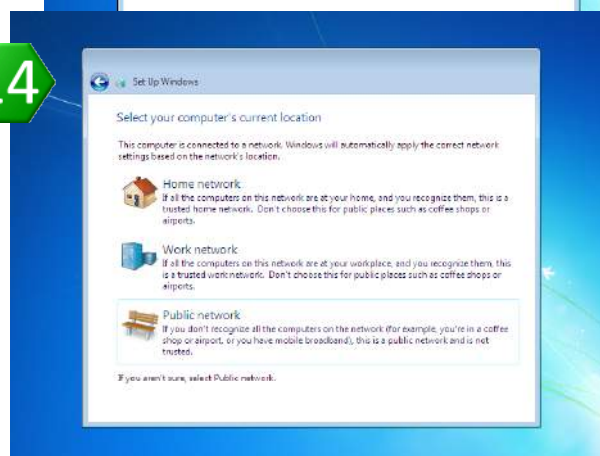 .4
Set Up Windows
Select your computer's current location
This computer is connected to a network. Windows will automatically apply the correct network
settings based on the network's location.
Home network
If all the computers on this network are at your home, and you recognize them, this is a
trusted home network. Don't choose this for public places such as coffee shops or
airports.
Work network
If all the computers on this network are at your workplace, and you recognize them, this
is a trusted work network. Don't choose this for public places such as coffee shops or
airports.
Public network
If you don't recognize all the computers on the network (for example, you're in a coffee
shop or airport, or you have mobile broadband), this is a public network and is not
trusted.
If you aren't sure, select Public network.